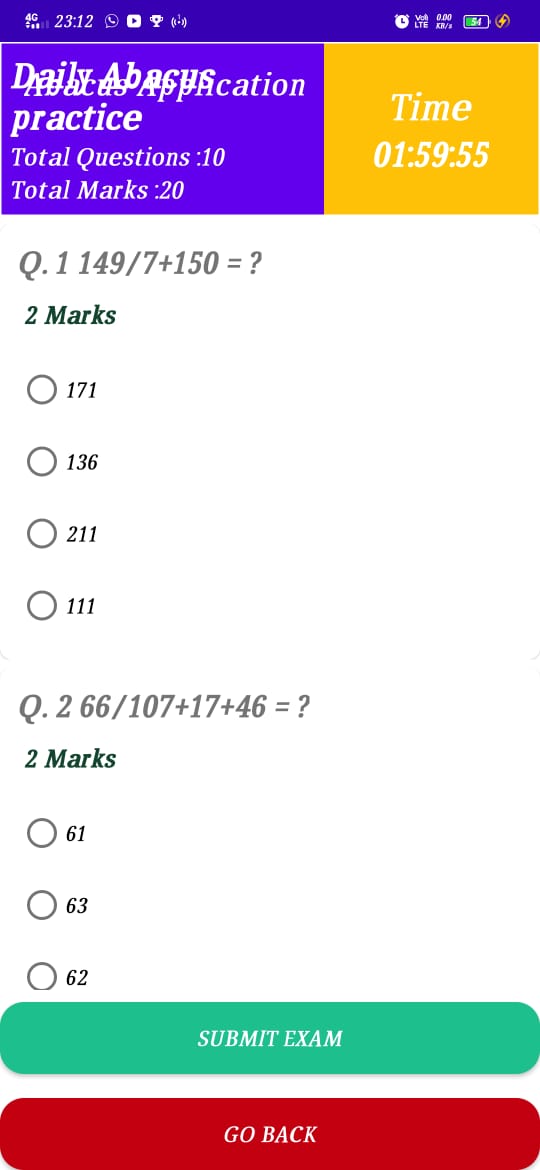 4G 23:12 Vo) LTE 0.00 KB/s 54
Daily Abacus
Abacus Application
practice
Total Questions :10
Total Marks :20
Time
01:59:55
Q. 1 149/7+150 = ?
2 Marks
171
136
211
111
Q. 2 66/107+17+46 = ?
2 Marks
61
63
62
SUBMIT EXAM
GO BACK